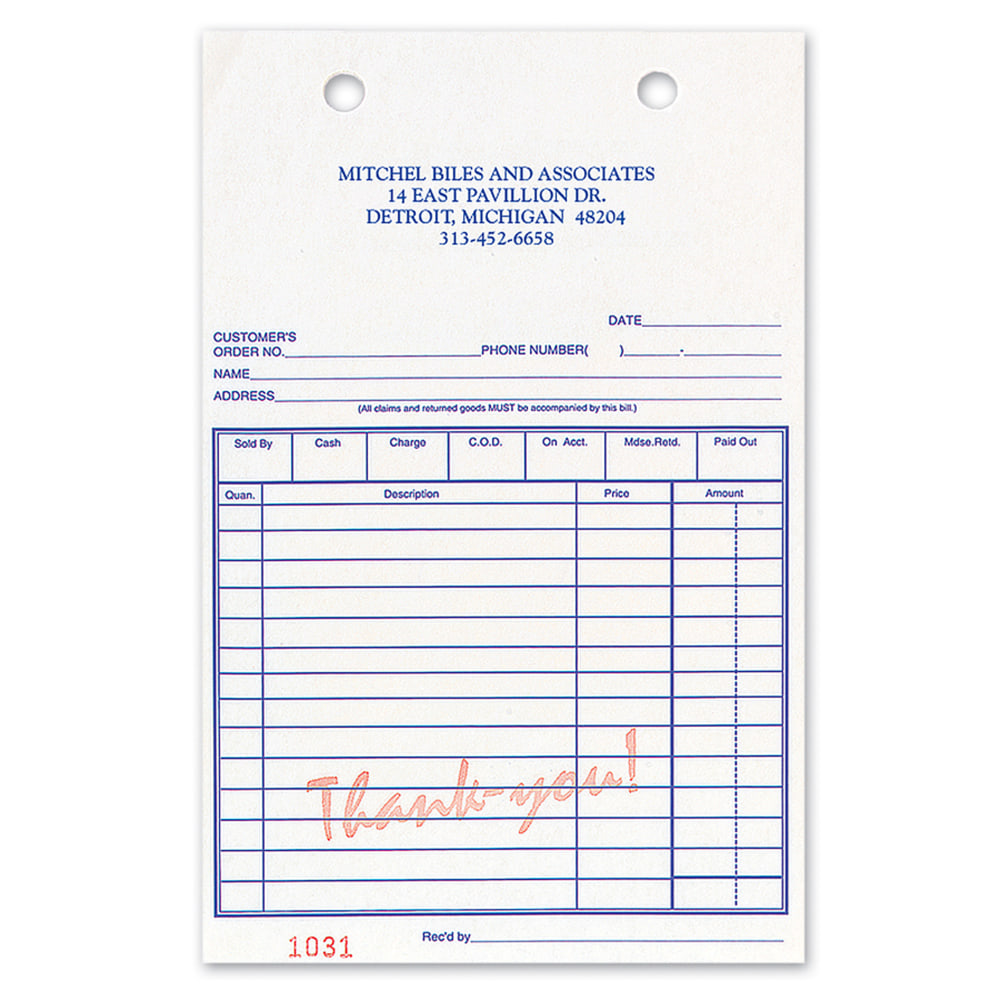 MITCHEL BILES AND ASSOCIATES
14 EAST PAVILLION DR.
DETROIT, MICHIGAN 48204
313-452-6658
DATE
CUSTOMER'S
ORDER NO. PHONE NUMBER( ) -
NAME
ADDRESS
(All claims and returned goods MUST be accompanied by this bill.)
Sold By Cash Charge C.O.D. On Acct. Mdse.Retd. Paid Out
Quan. Description Price Amount
Thank-you!
Rec'd by
1031